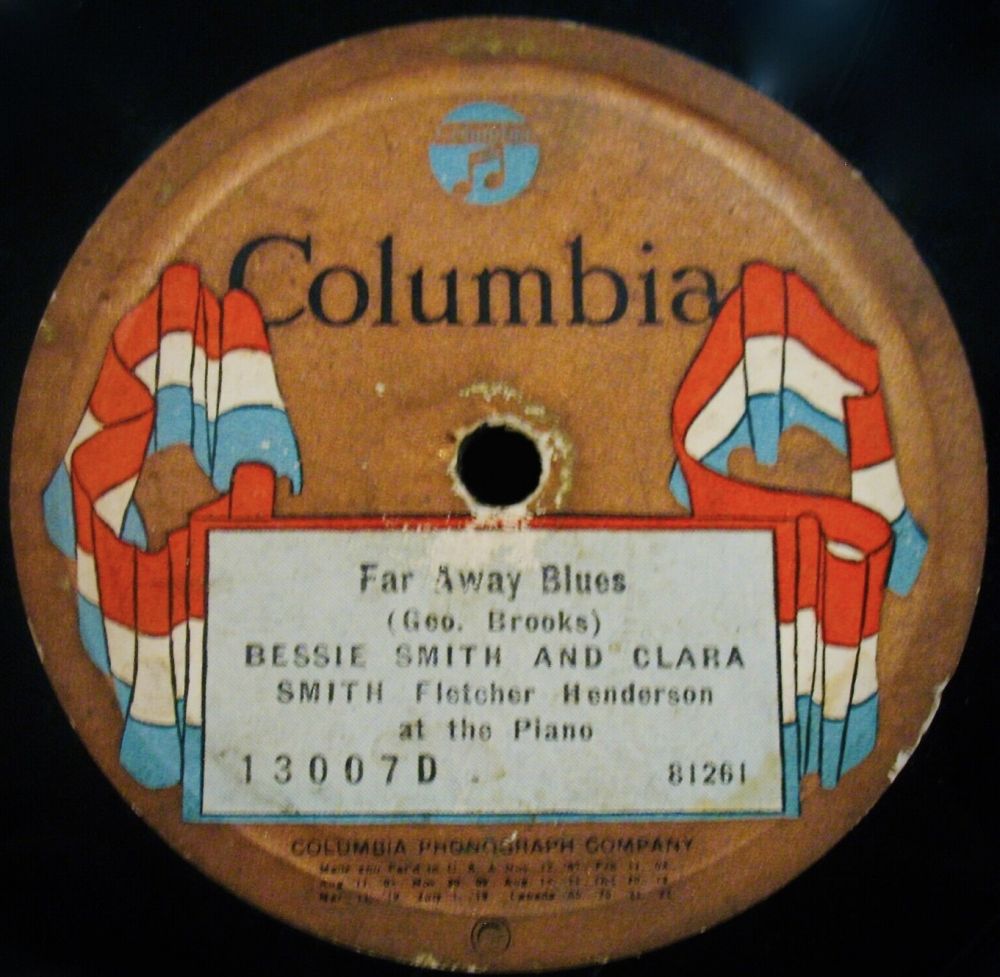 Columbia
Columbia
Far Away Blues
(Geo. Brooks)
BESSIE SMITH AND CLARA
SMITH Fletcher Henderson
at the Piano
13007D 81261
COLUMBIA PHONOGRAPH COMPANY